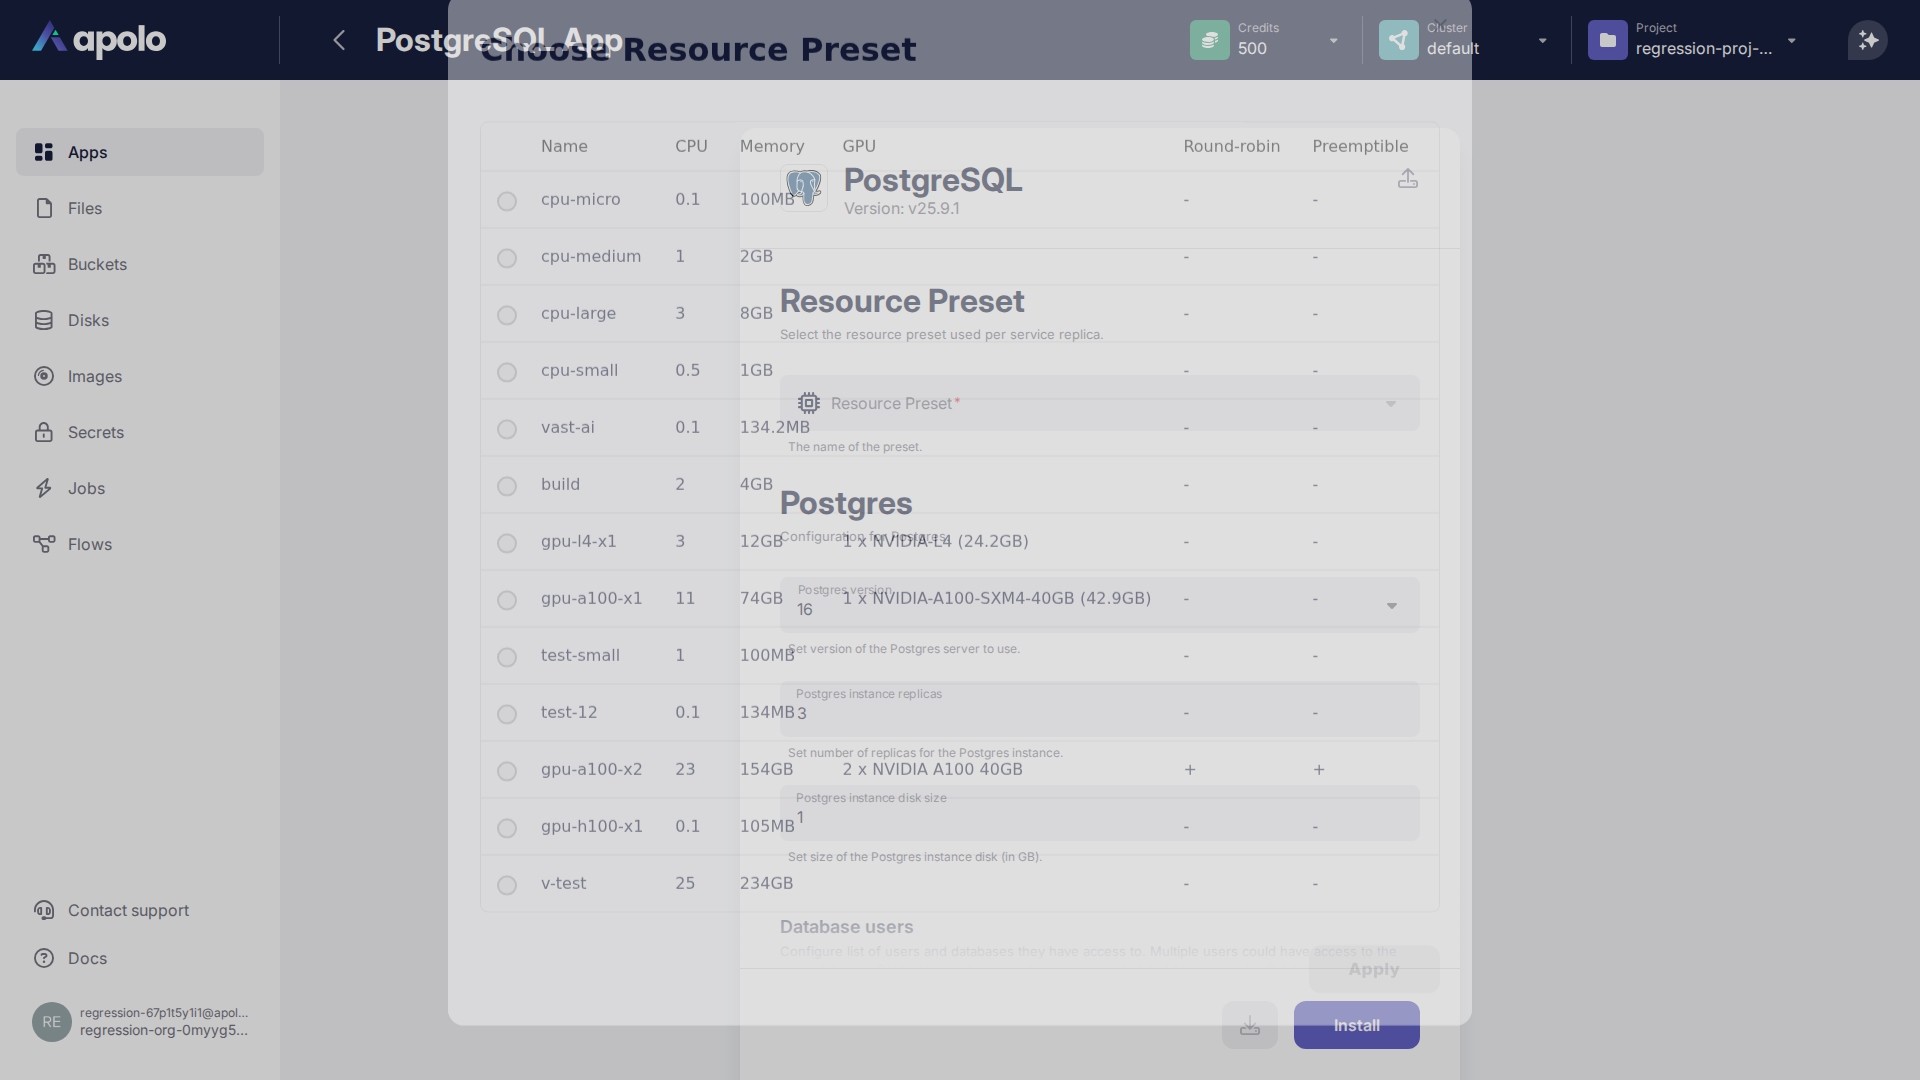 apolo
PostgreSQL App
Choose Resource Preset
Credits
500
Cluster
default
Project
regression-proj-...
Apps
Files
Buckets
Disks
Images
Secrets
Jobs
Flows
Contact support
Docs
RE
regression-67p1t5y1i1@apol...
regression-org-0myyg5...
Name CPU Memory GPU Round-robin Preemptible
cpu-micro 0.1 100MB - -
cpu-medium 1 2GB - -
cpu-large 3 8GB - -
cpu-small 0.5 1GB - -
vast-ai 0.1 134.2MB - -
build 2 4GB - -
gpu-l4-x1 3 12GB 1 x NVIDIA-L4 (24.2GB) - -
gpu-a100-x1 11 74GB 1 x NVIDIA-A100-SXM4-40GB (42.9GB) - -
test-small 1 100MB - -
test-12 0.1 134MB - -
gpu-a100-x2 23 154GB 2 x NVIDIA A100 40GB + +
gpu-h100-x1 0.1 105MB - -
v-test 25 234GB - -
Apply
PostgreSQL
Version: v25.9.1
Resource Preset
Select the resource preset used per service replica.
Resource Preset*
The name of the preset.
Postgres
Configuration for Postgres.
Postgres version
16
Set version of the Postgres server to use.
Postgres instance replicas
3
Set number of replicas for the Postgres instance.
Postgres instance disk size
1
Set size of the Postgres instance disk (in GB).
Database users
Configure list of users and databases they have access to. Multiple users could have access to the
Install